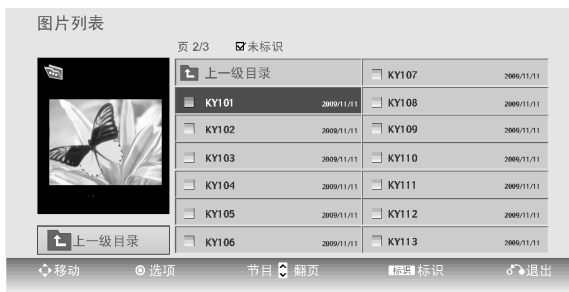 图片列表
页 2/3 未标识
上一级目录
KY107 2009/11/11
KY101 2009/11/11
KY108 2009/11/11
KY102 2009/11/11
KY109 2009/11/11
KY103 2009/11/11
KY110 2009/11/11
KY104 2009/11/11
KY111 2009/11/11
KY105 2009/11/11
KY112 2009/11/11
KY106 2009/11/11
KY113 2009/11/11
上一级目录
移动 选项 节目 翻页 标识 标识 退出